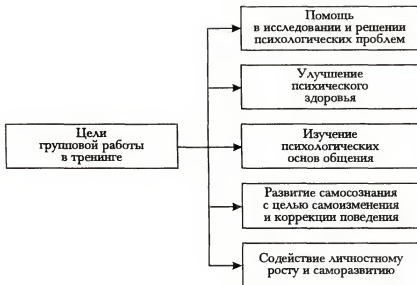 Помощь
в исследовании и решении
психологических проблем
Улучшение
психического
здоровья
Цели
групповой работы
в тренинге
Изучение
психологических
основ общения
Развитие самосознания
с целью самоизменения
и коррекции поведения
Содействие личностному
росту и саморазвитию